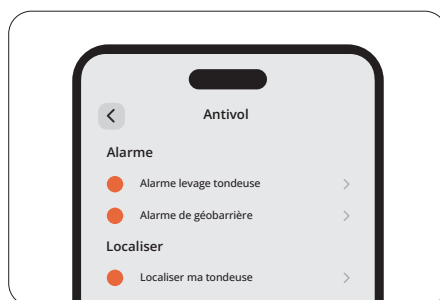 Antivol
Alarme
Alarme levage tondeuse
Alarme de géobarrière
Localiser
Localiser ma tondeuse